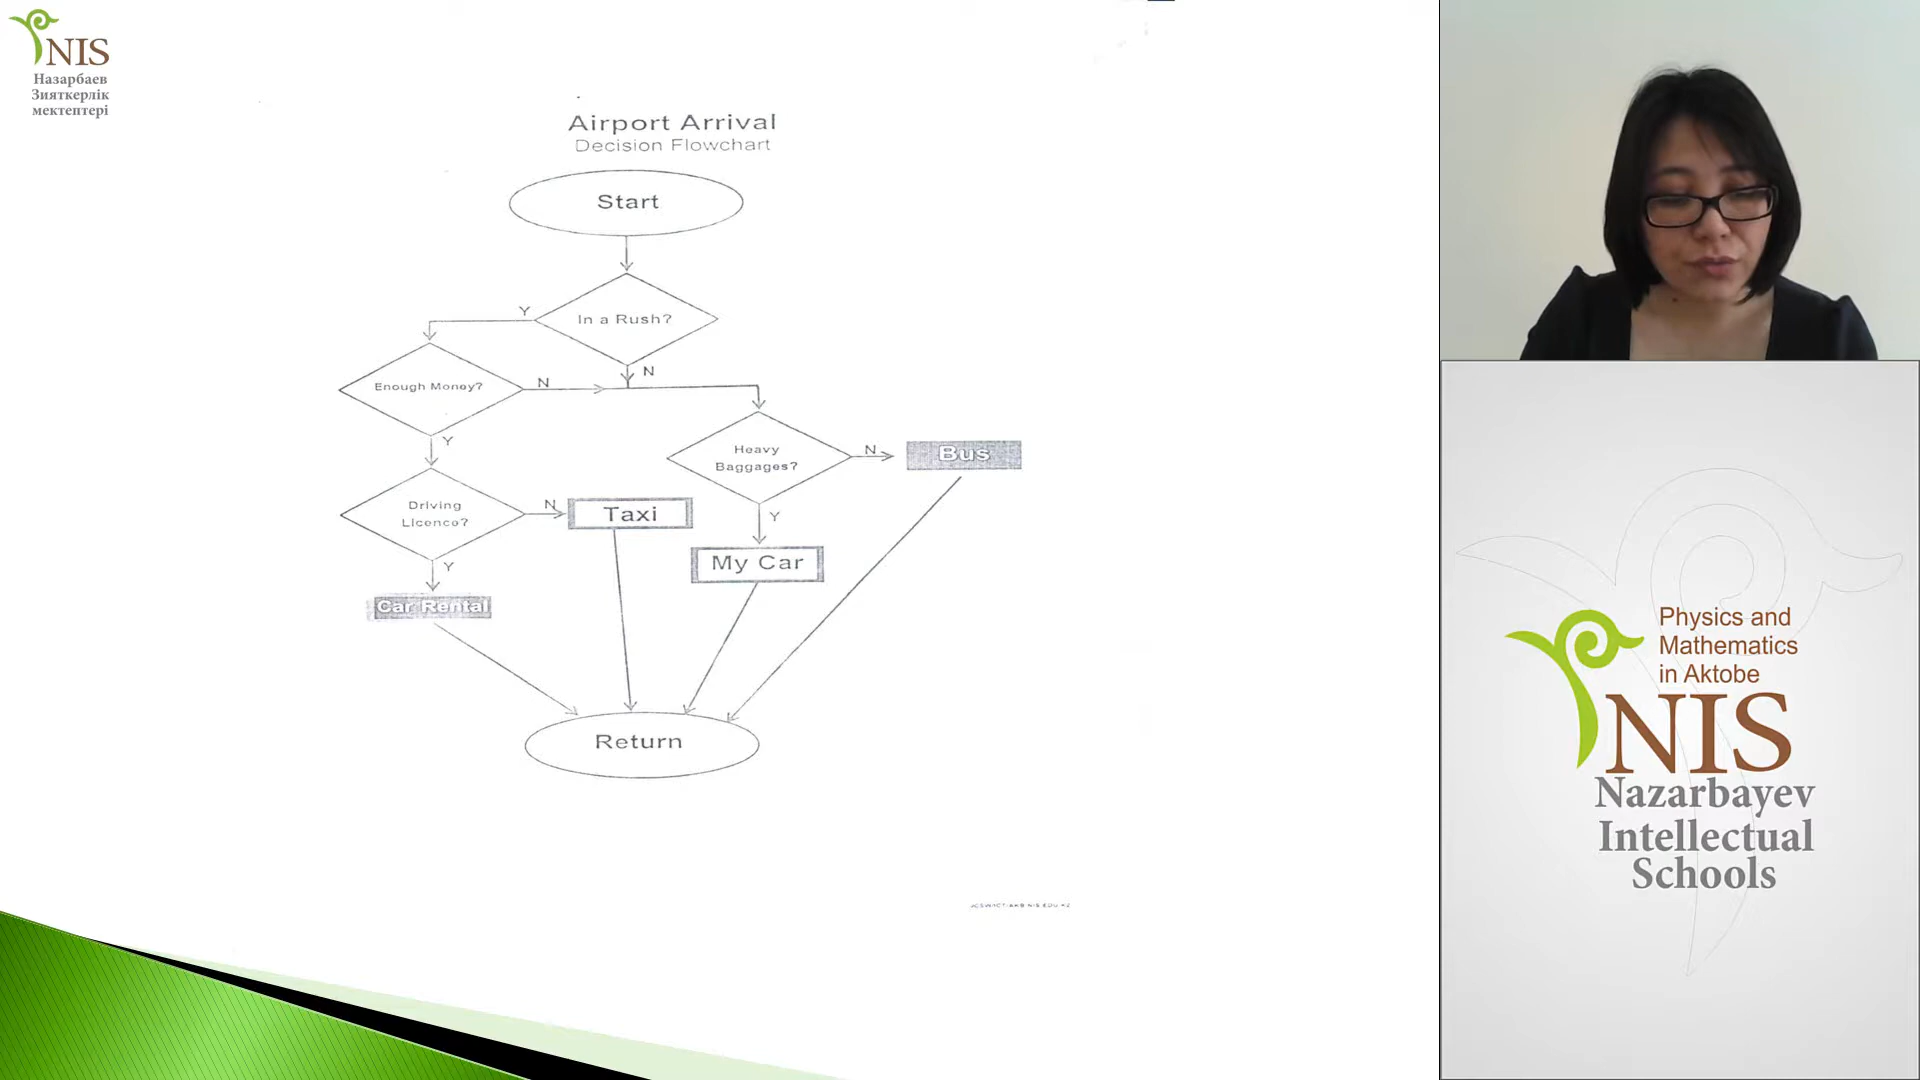 NIS
Назарбаев
Зияткерлік
мектептері
Airport Arrival
Decision Flowchart
Start
Y
In a Rush?
N
Enough Money?
N
Y
Heavy
Baggages?
N
Bus
Driving
Licence?
N
Taxi
Y
My Car
Y
Car Rental
Return
Physics and
Mathematics
in Aktobe
NIS
Nazarbayev
Intellectual
Schools